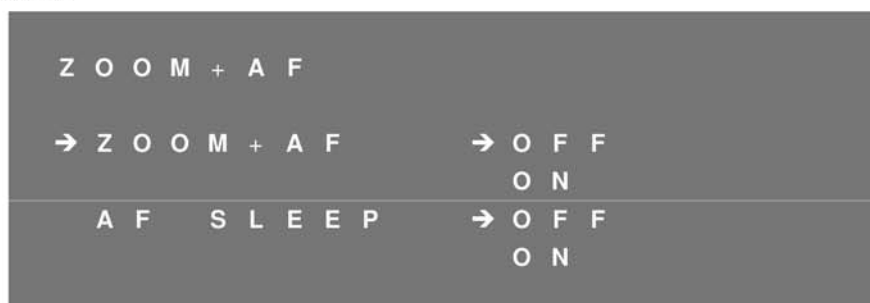 ZOOM+AF
➔ ZOOM+AF ➔ OFF
ON
AF SLEEP ➔ OFF
ON